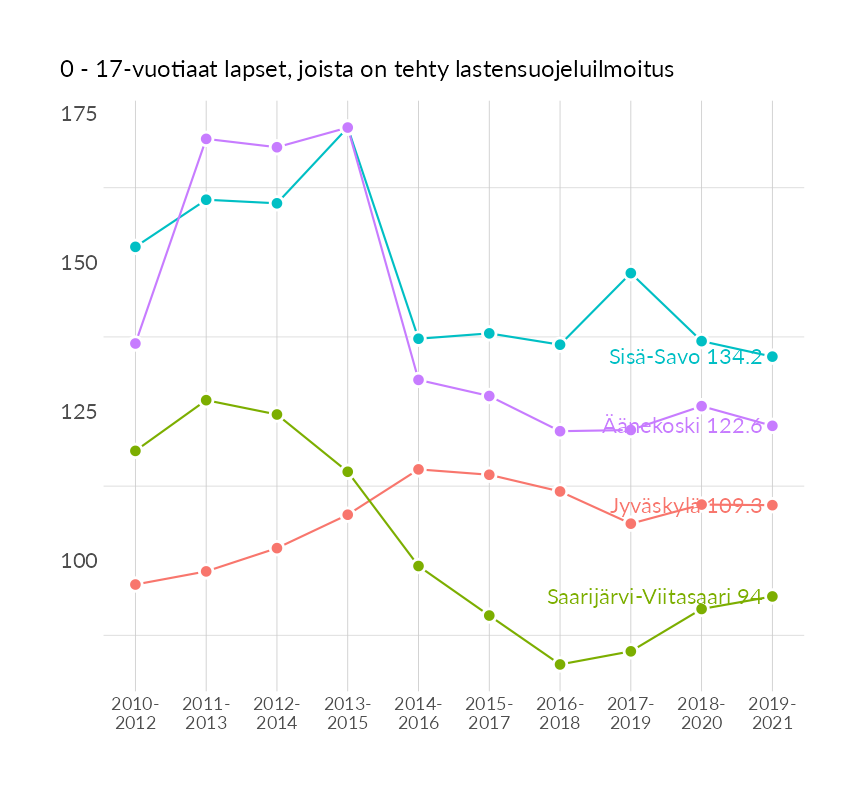 0 - 17-vuotiaat lapset, joista on tehty lastensuojeluilmoitus
175
150
125
100
Sisä-Savo 134.2
Äänekoski 122.6
Jyväskylä 109.3
Saarijärvi-Viitasaari 94
2010- 2011- 2012- 2013- 2014- 2015- 2016- 2017- 2018- 2019-
2012 2013 2014 2015 2016 2017 2018 2019 2020 2021